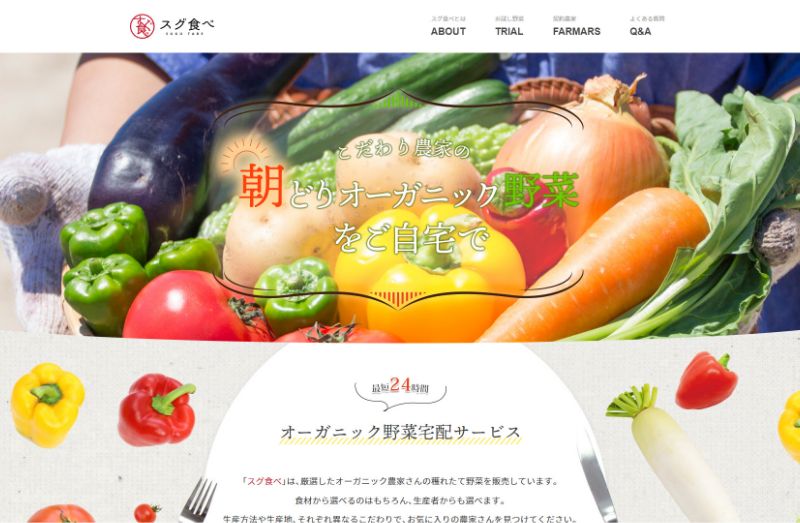 スグ食べ
SUGU TABE
スグ食べとは
ABOUT
お試し野菜
TRIAL
契約農家
FARMARS
よくある質問
Q&A
こだわり農家の
朝どりオーガニック野菜
をご自宅で
最短24時間
オーガニック野菜宅配サービス
「スグ食べ」は、厳選したオーガニック農家さんの穫れたて野菜を販売しています。
食材から選べるのはもちろん、生産者からも選べます。
生産方法や生産地、それぞれ異なるこだわりで、お気に入りの農家さんを見つけてください。